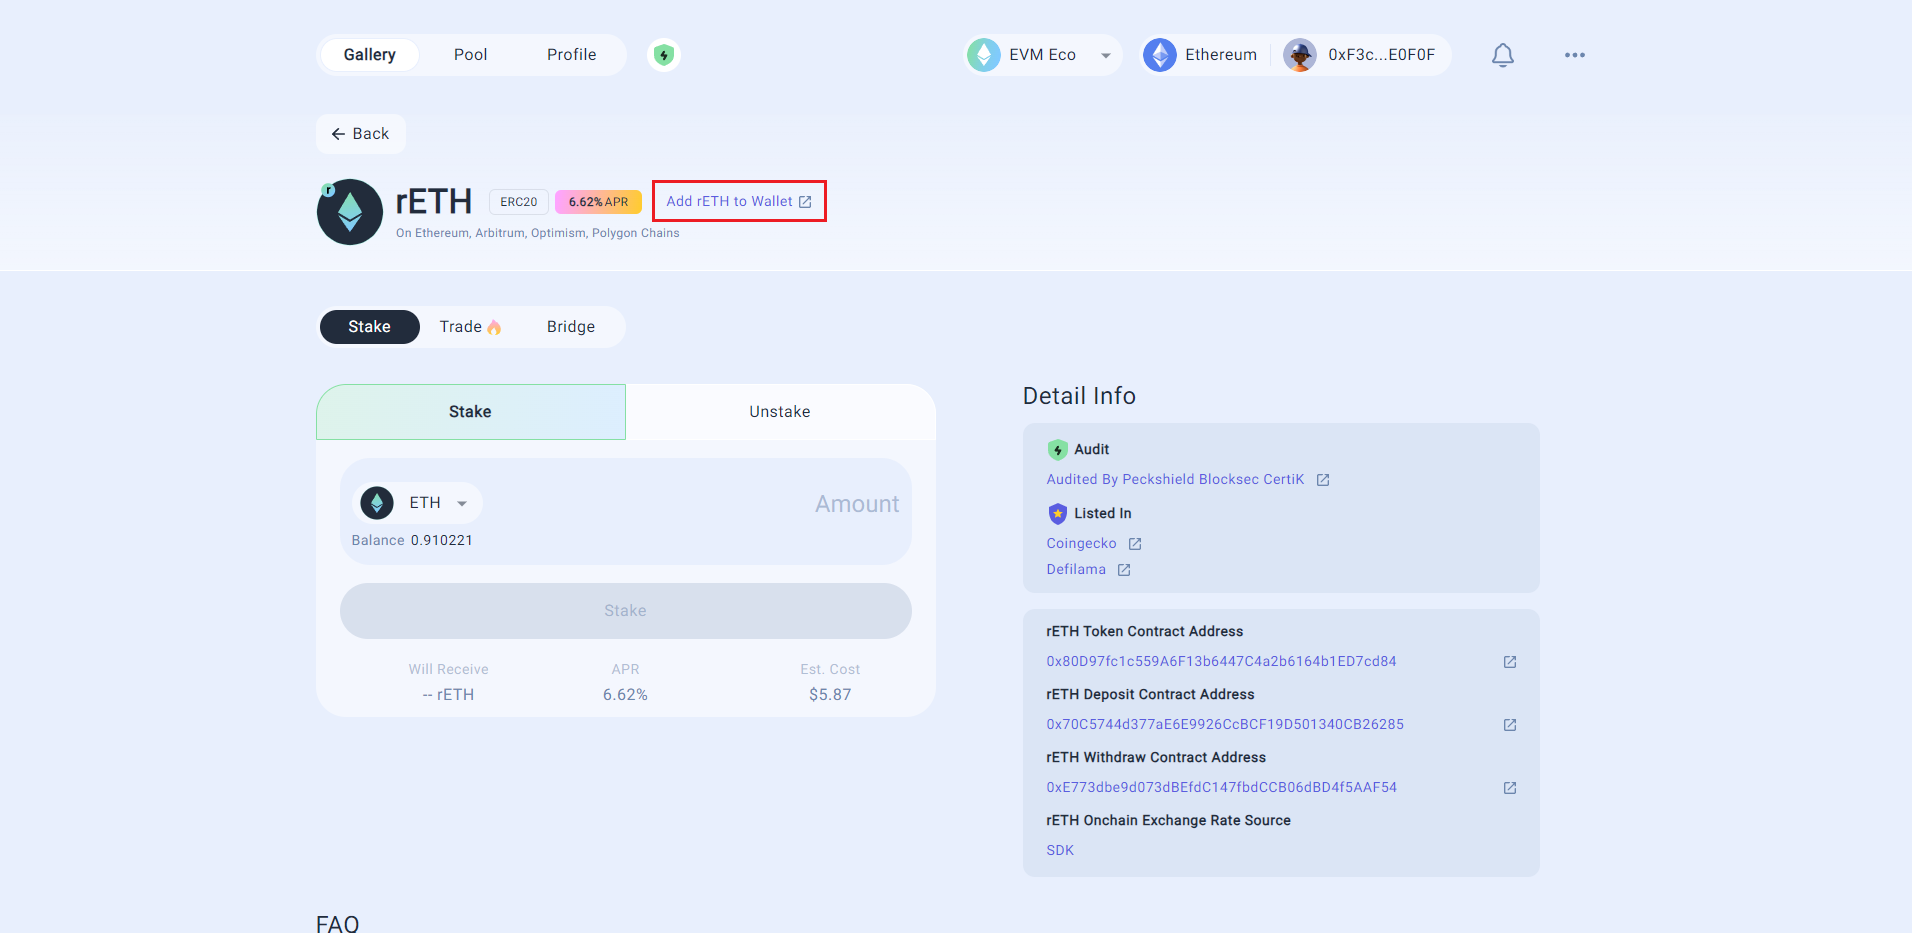 Gallery Pool Profile EVM Eco Ethereum 0xF3c...E0F0F
Back
r
rETH ERC20 6.62% APR Add rETH to Wallet
On Ethereum, Arbitrum, Optimism, Polygon Chains
Stake Trade Bridge
Stake Unstake
ETH Amount
Balance 0.910221
Stake
Will Receive APR Est. Cost
-- rETH 6.62% $5.87
Detail Info
Audit
Audited By Peckshield Blocksec CertiK
Listed In
Coingecko
Defilama
rETH Token Contract Address
0x80D97fc1c559A6F13b6447C4a2b6164b1ED7cd84
rETH Deposit Contract Address
0x70C5744d377aE6E9926CcBCF19D501340CB26285
rETH Withdraw Contract Address
0xE773dbe9d073dBEfdC147fbdCCB06dBD4f5AAF54
rETH Onchain Exchange Rate Source
SDK
FAQ